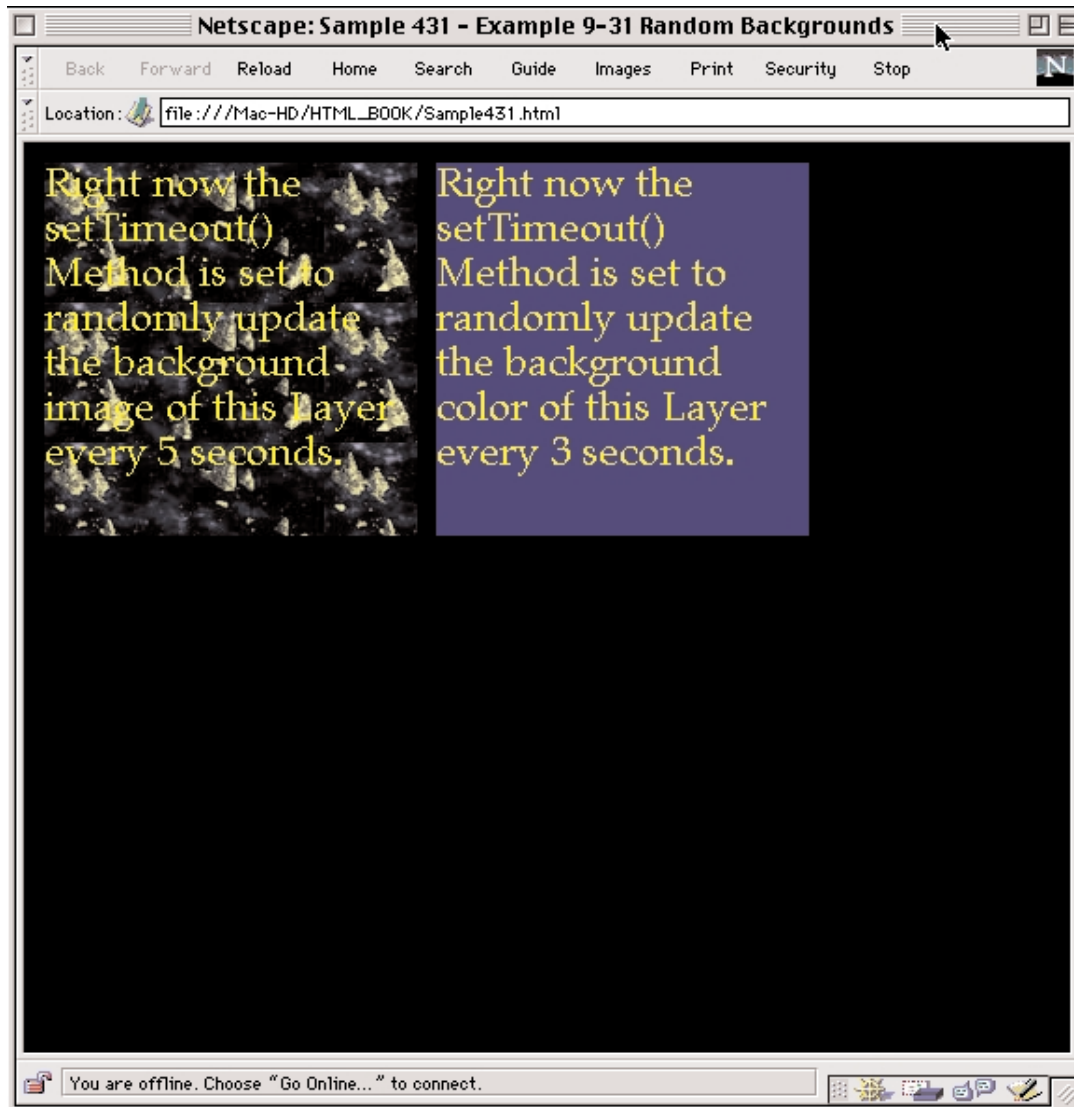 Netscape: Sample 431 - Example 9-31 Random Backgrounds
Back Forward Reload Home Search Guide Images Print Security Stop N
Location: file:///Mac-HD/HTML_BOOK/Sample431.html
Right now the
setTimeout()
Method is set to
randomly update
the background
image of this Layer
every 5 seconds.
Right now the
setTimeout()
Method is set to
randomly update
the background
color of this Layer
every 3 seconds.
You are offline. Choose “Go Online...” to connect.